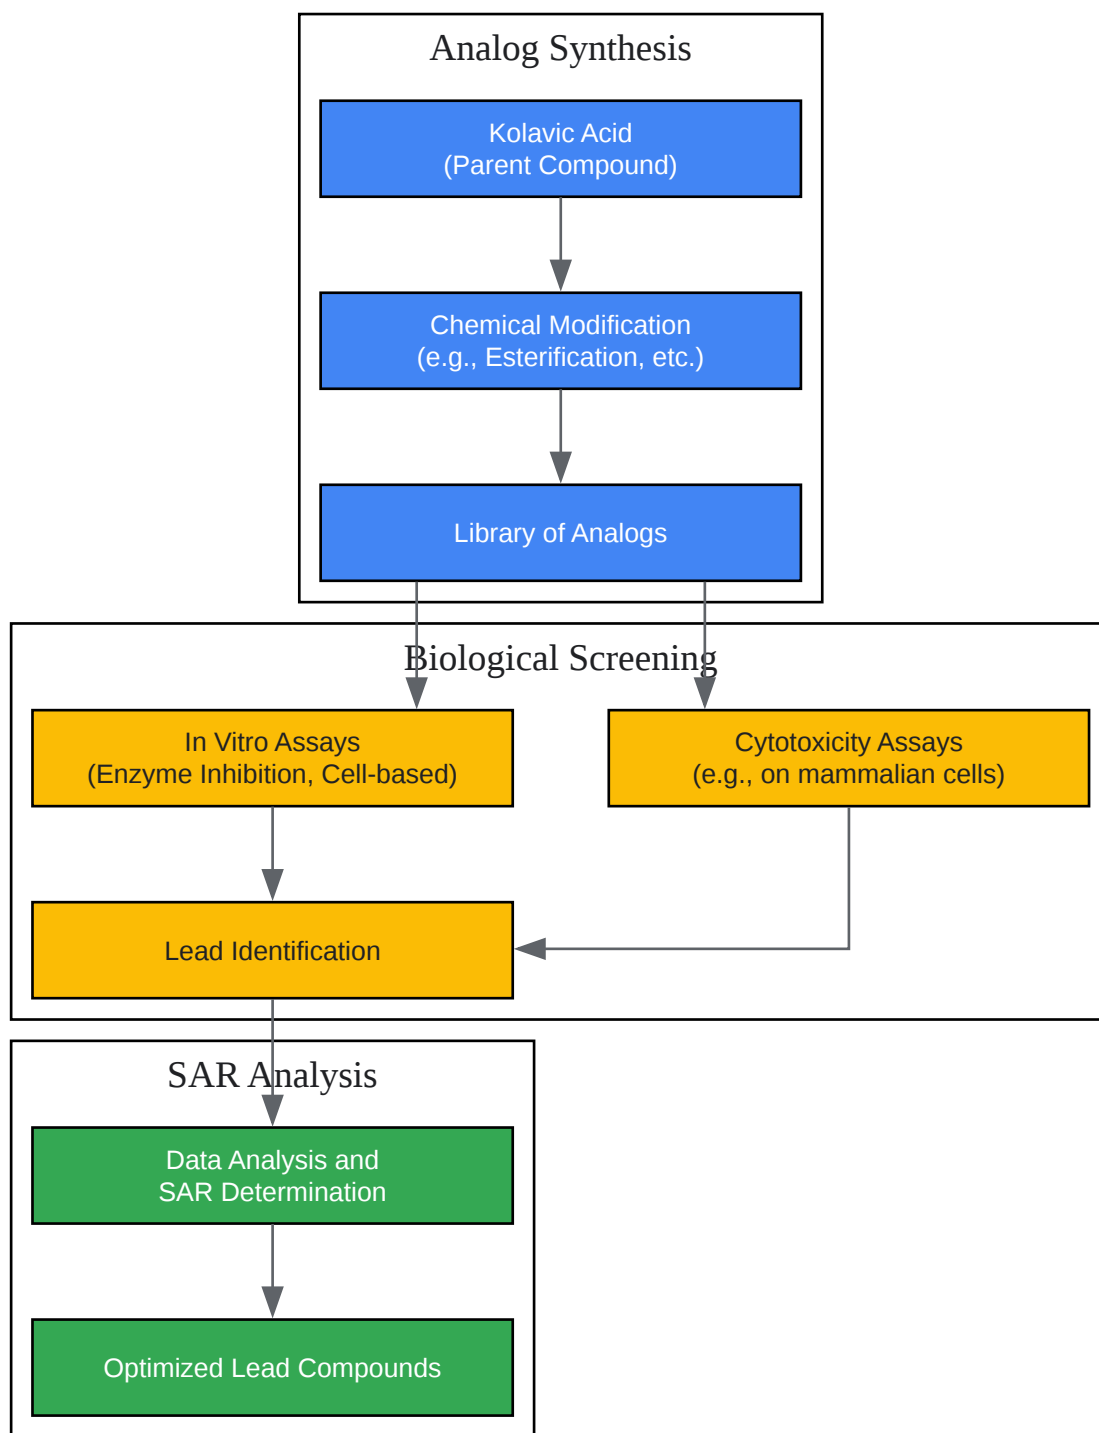 Analog Synthesis
Kolavic Acid
(Parent Compound)
Chemical Modification
(e.g., Esterification, etc.)
Library of Analogs
Biological Screening
In Vitro Assays
(Enzyme Inhibition, Cell-based)
Cytotoxicity Assays
(e.g., on mammalian cells)
Lead Identification
SAR Analysis
Data Analysis and
SAR Determination
Optimized Lead Compounds